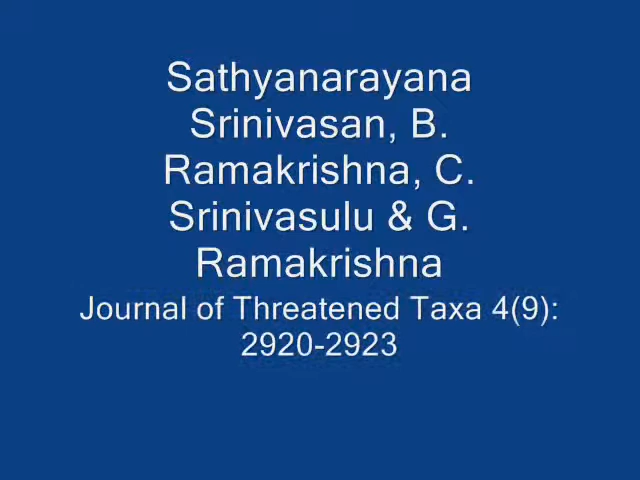 Sathyanarayana
Srinivasan, B.
Ramakrishna, C.
Srinivasulu & G.
Ramakrishna
Journal of Threatened Taxa 4(9):
2920-2923